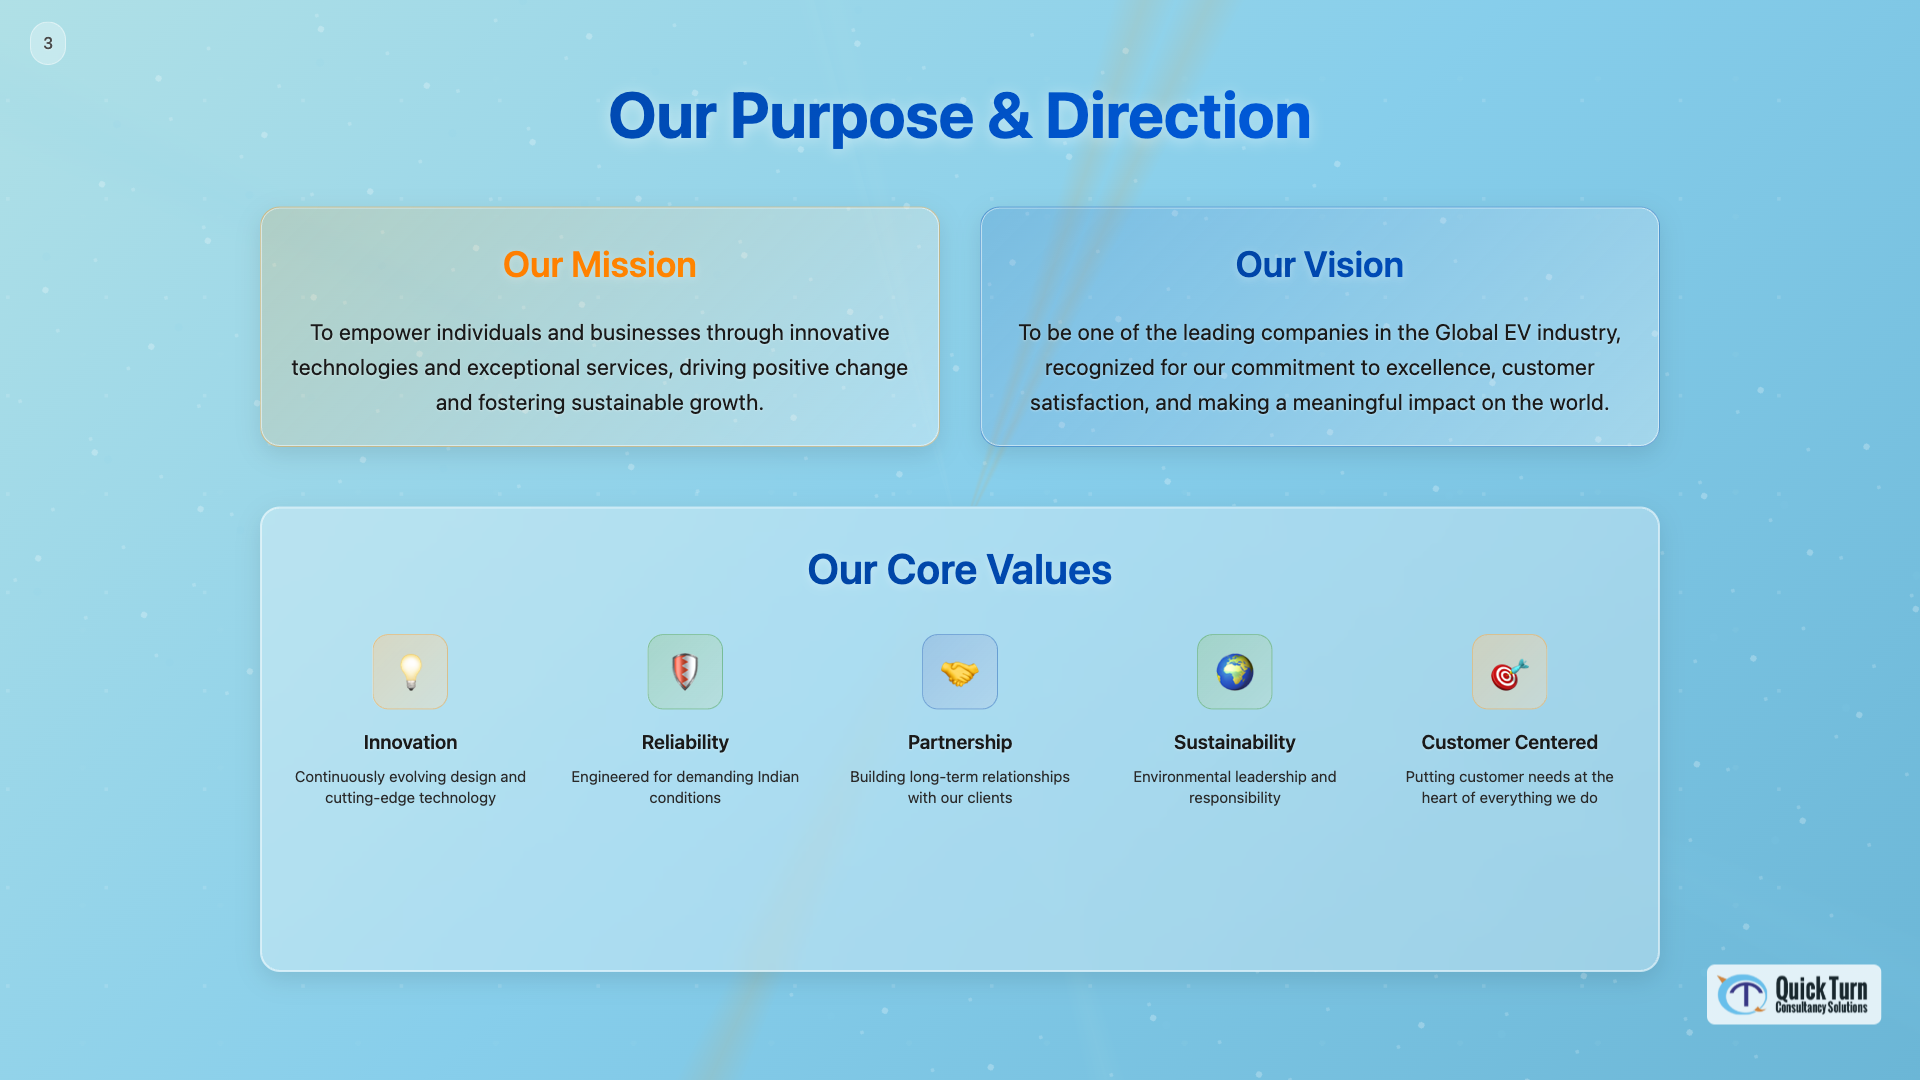 3
Our Purpose & Direction
Our Mission
To empower individuals and businesses through innovative
technologies and exceptional services, driving positive change
and fostering sustainable growth.
Our Vision
To be one of the leading companies in the Global EV industry,
recognized for our commitment to excellence, customer
satisfaction, and making a meaningful impact on the world.
Our Core Values
Innovation
Continuously evolving design and
cutting-edge technology
Reliability
Engineered for demanding Indian
conditions
Partnership
Building long-term relationships
with our clients
Sustainability
Environmental leadership and
responsibility
Customer Centered
Putting customer needs at the
heart of everything we do
Quick Turn
Consultancy Solutions